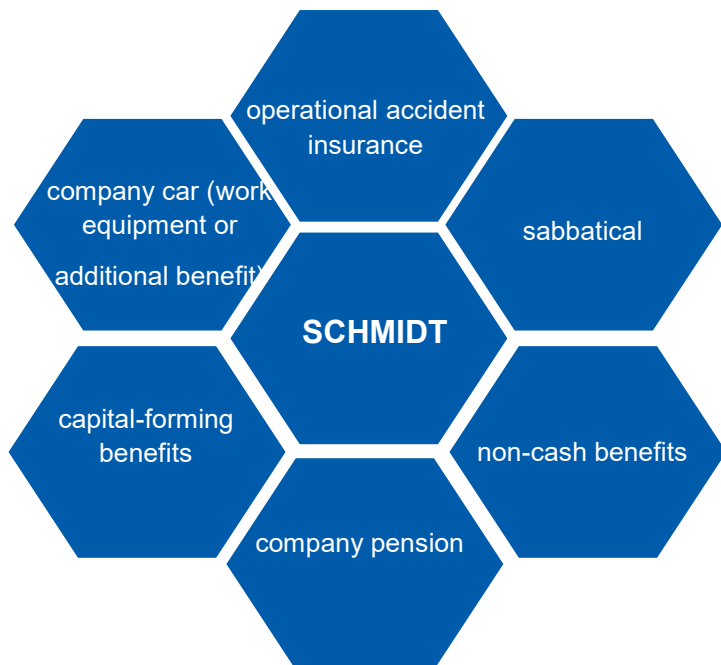 operational accident
insurance
company car (work
equipment or
additional benefit)
sabbatical
SCHMIDT
capital-forming
benefits
non-cash benefits
company pension